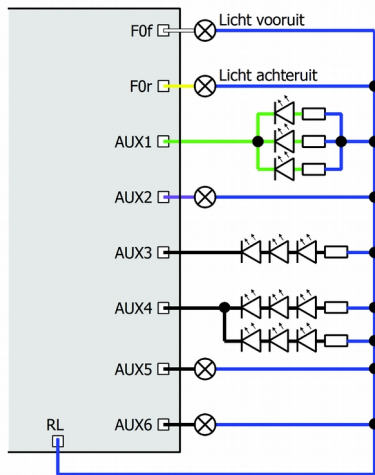 F0f
Licht vooruit
F0r
Licht achteruit
AUX1
AUX2
AUX3
AUX4
AUX5
AUX6
RL